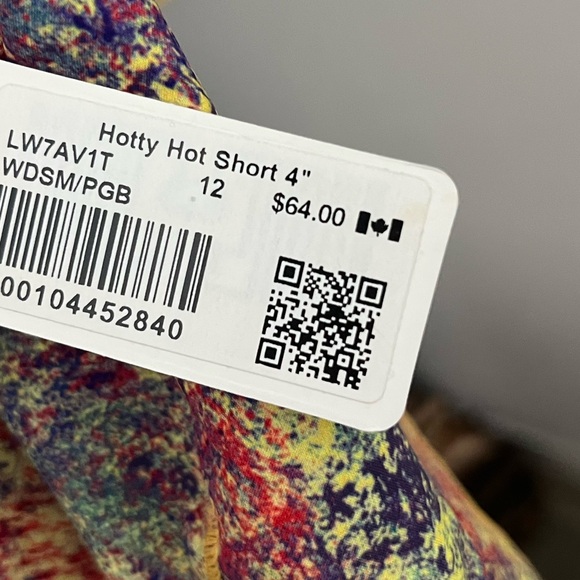 Hotty Hot Short 4"
LW7AV1T
WDSM/PGB
12
$64.00
00104452840